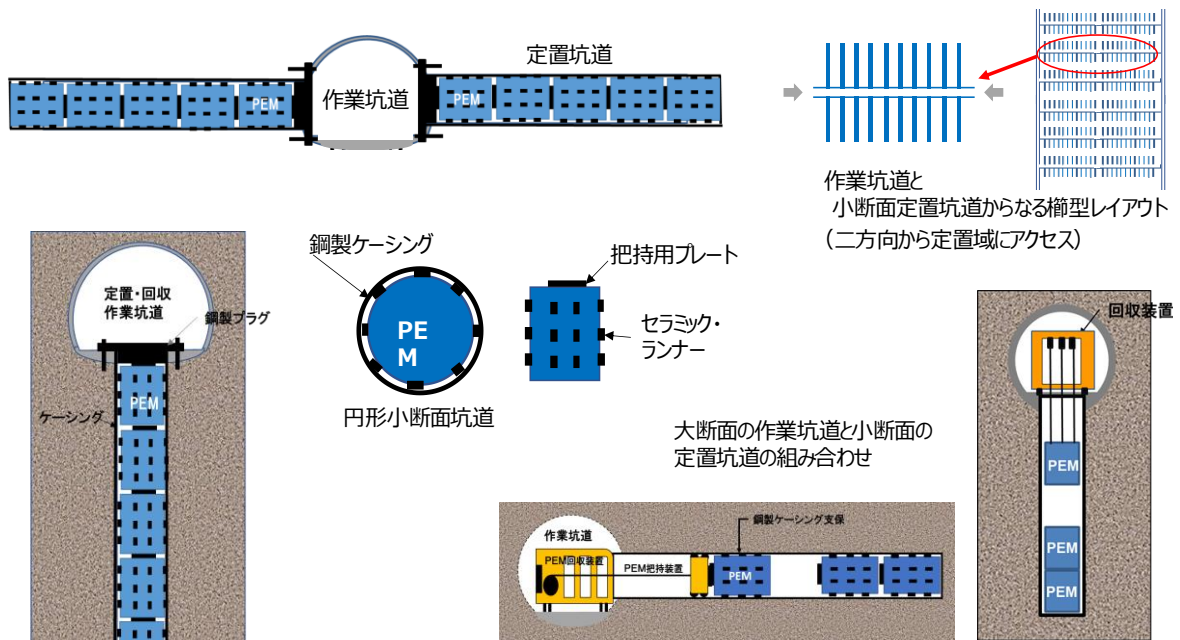 定置坑道
作業坑道
PEM
PEM
作業坑道と
小断面定置坑道からなる櫛型レイアウト
（二方向から定置域にアクセス）
定置・回収
作業坑道
鋼製プラグ
ケーシング
PEM
鋼製ケーシング
PE
M
円形小断面坑道
把持用プレート
セラミック・
ランナー
大断面の作業坑道と小断面の
定置坑道の組み合わせ
作業坑道
PEM回収装置
PEM把持装置
鋼製ケーシング支保
PEM
回収装置
PEM
PEM
PEM